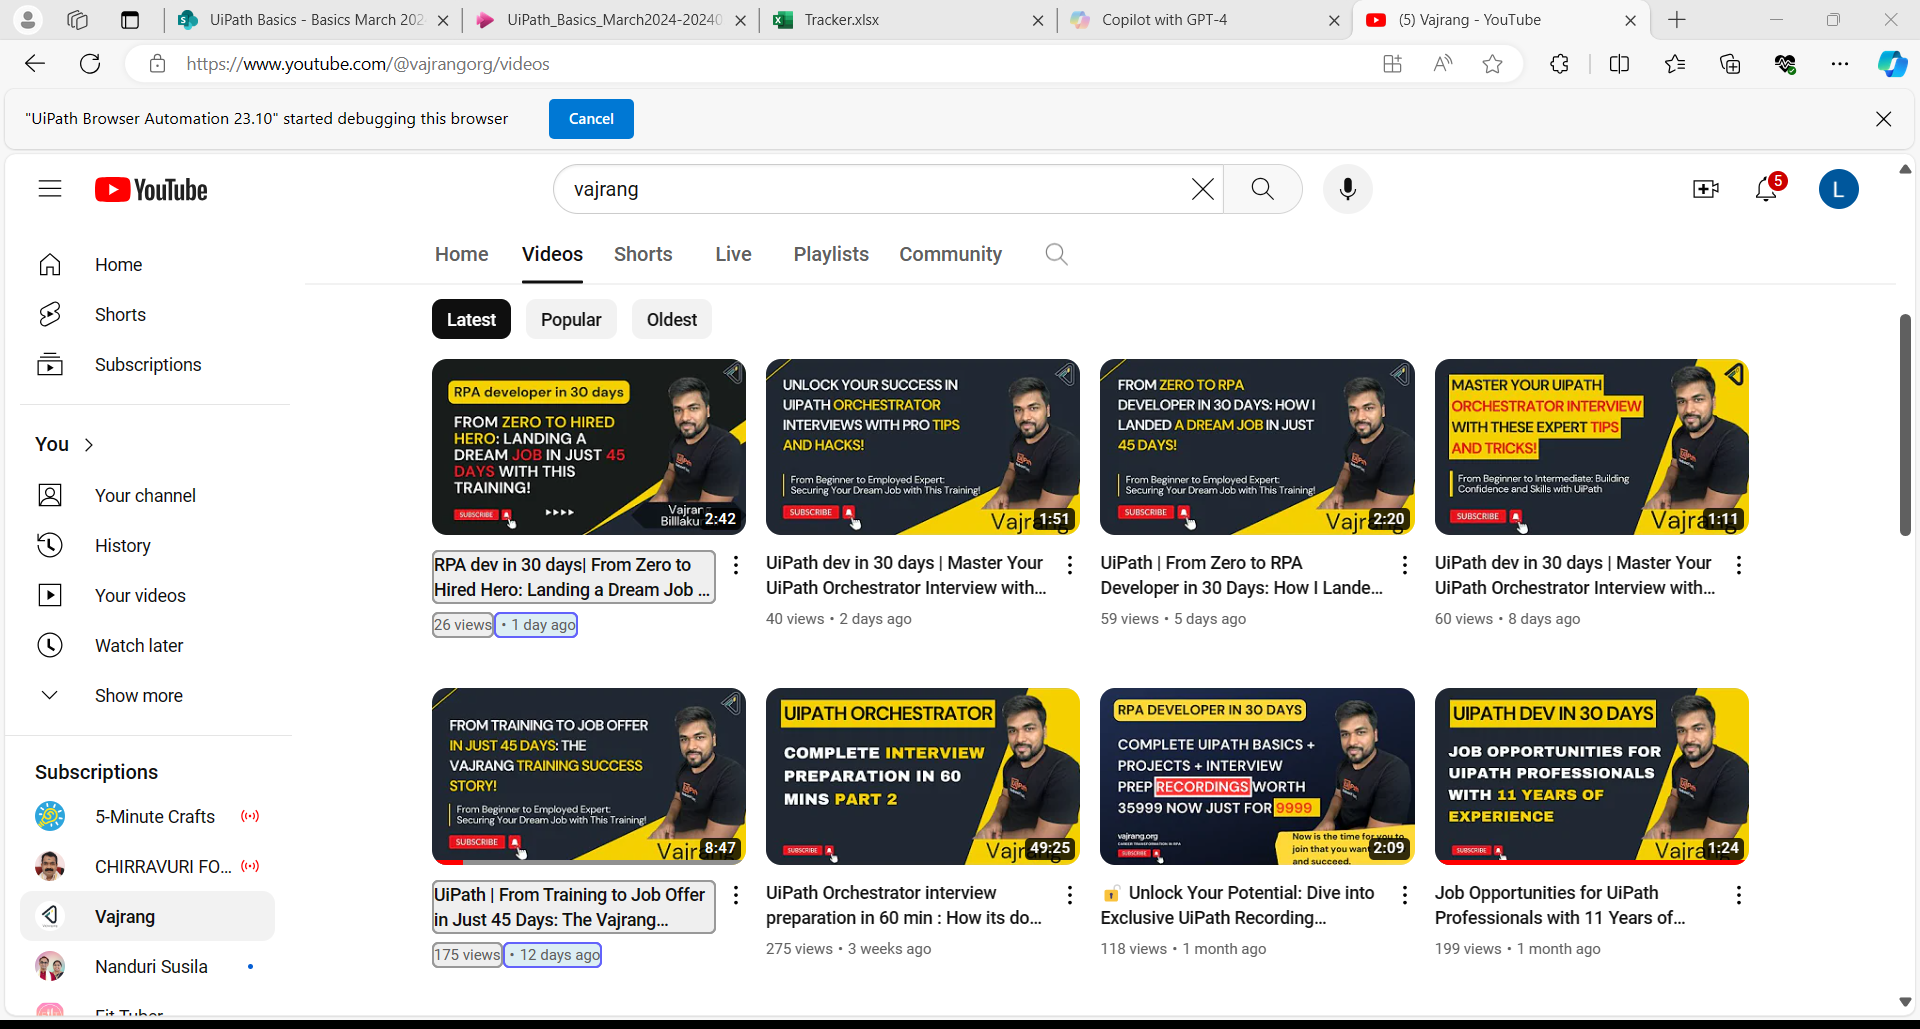 UiPath Basics - Basics March 202
UiPath_Basics_March2024-20240
Tracker.xlsx
Copilot with GPT-4
(5) Vajrang - YouTube
https://www.youtube.com/@vajrangorg/videos
"UiPath Browser Automation 23.10" started debugging this browser
Cancel
YouTube
vajrang
5
L
Home
Videos
Shorts
Live
Playlists
Community
Home
Shorts
Subscriptions
You
Your channel
History
Your videos
Watch later
Show more
Subscriptions
5-Minute Crafts
CHIRRAVURI FO...
Vajrang
Nanduri Susila
Latest
Popular
Oldest
RPA developer in 30 days
FROM ZERO TO HIRED
HERO: LANDING A
DREAM JOB IN JUST 45
DAYS WITH THIS
TRAINING!
SUBSCRIBE
2:42
RPA dev in 30 days| From Zero to
Hired Hero: Landing a Dream Job ...
26 views • 1 day ago
UNLOCK YOUR SUCCESS IN
UIPATH ORCHESTRATOR
INTERVIEWS WITH PRO TIPS
AND HACKS!
From Beginner to Employed Expert:
Securing Your Dream Job with This Training!
SUBSCRIBE
1:51
UiPath dev in 30 days | Master Your
UiPath Orchestrator Interview with...
40 views • 2 days ago
FROM ZERO TO RPA
DEVELOPER IN 30 DAYS: HOW I
LANDED A DREAM JOB IN JUST
45 DAYS!
From Beginner to Employed Expert:
Securing Your Dream Job with This Training!
SUBSCRIBE
2:20
UiPath | From Zero to RPA
Developer in 30 Days: How I Lande...
59 views • 5 days ago
MASTER YOUR UIPATH
ORCHESTRATOR INTERVIEW
WITH THESE EXPERT TIPS
AND TRICKS!
From Beginner to Intermediate: Building
Confidence and Skills with UiPath
SUBSCRIBE
1:11
UiPath dev in 30 days | Master Your
UiPath Orchestrator Interview with...
60 views • 8 days ago
FROM TRAINING TO JOB OFFER
IN JUST 45 DAYS: THE
VAJRANG TRAINING SUCCESS
STORY!
From Beginner to Employed Expert:
Securing Your Dream Job with This Training!
SUBSCRIBE
8:47
UiPath | From Training to Job Offer
in Just 45 Days: The Vajrang...
175 views • 12 days ago
UIPATH ORCHESTRATOR
COMPLETE INTERVIEW
PREPARATION IN 60
MINS PART 2
SUBSCRIBE
49:25
UiPath Orchestrator interview
preparation in 60 min : How its do...
275 views • 3 weeks ago
RPA DEVELOPER IN 30 DAYS
COMPLETE UIPATH BASICS +
PROJECTS + INTERVIEW
PREP RECORDINGS WORTH
35999 NOW JUST FOR 9999
vajrang.org
SUBSCRIBE
Now is the time for you to
join that you want
and succeed.
2:09
🔓 Unlock Your Potential: Dive into
Exclusive UiPath Recording...
118 views • 1 month ago
UIPATH DEV IN 30 DAYS
JOB OPPORTUNITIES FOR
UIPATH PROFESSIONALS
WITH 11 YEARS OF
EXPERIENCE
SUBSCRIBE
1:24
Job Opportunities for UiPath
Professionals with 11 Years of...
199 views • 1 month ago